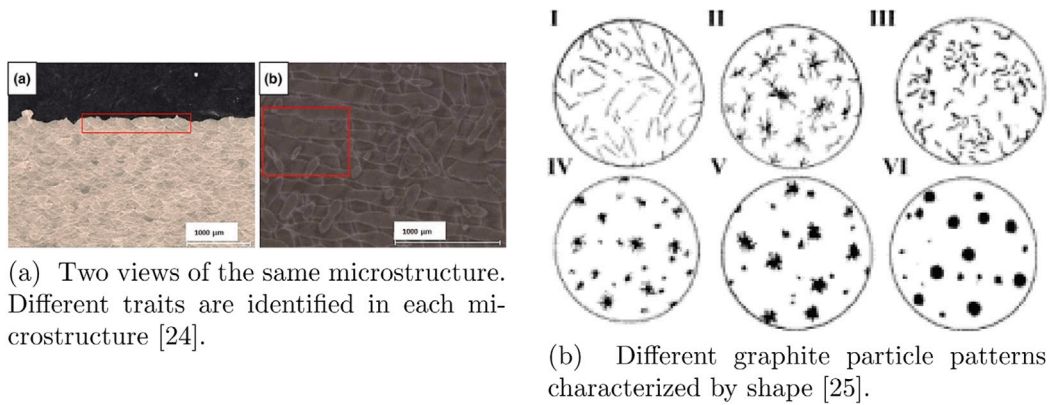 (a)
(b)
1000 µm
1000 µm
(a) Two views of the same microstructure.
Different traits are identified in each mi-
crostructure [24].
I
II
III
IV
V
VI
(b) Different graphite particle patterns
characterized by shape [25].